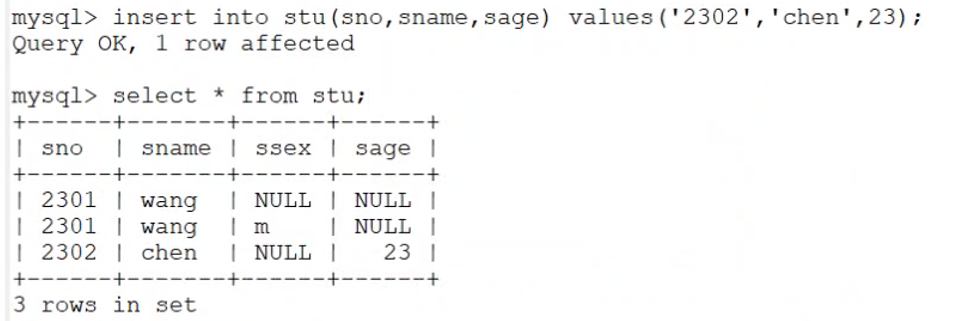 mysql> insert into stu(sno,sname,sage) values('2302','chen',23);
Query OK, 1 row affected

mysql> select * from stu;
+------+-------+------+------+
| sno  | sname | ssex | sage |
+------+-------+------+------+
| 2301 | wang  | NULL | NULL |
| 2301 | wang  | m    | NULL |
| 2302 | chen  | NULL |   23 |
+------+-------+------+------+
3 rows in set